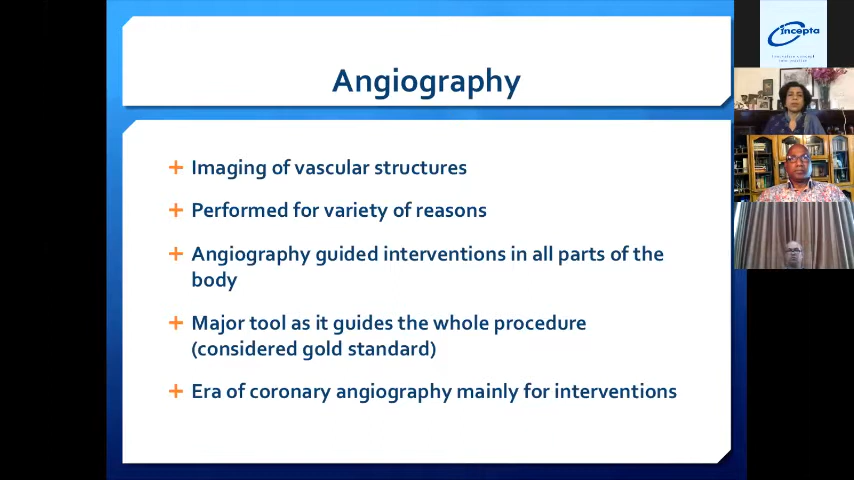 Angiography
Imaging of vascular structures
Performed for variety of reasons
Angiography guided interventions in all parts of the
body
Major tool as it guides the whole procedure
(considered gold standard)
Era of coronary angiography mainly for interventions
incepta